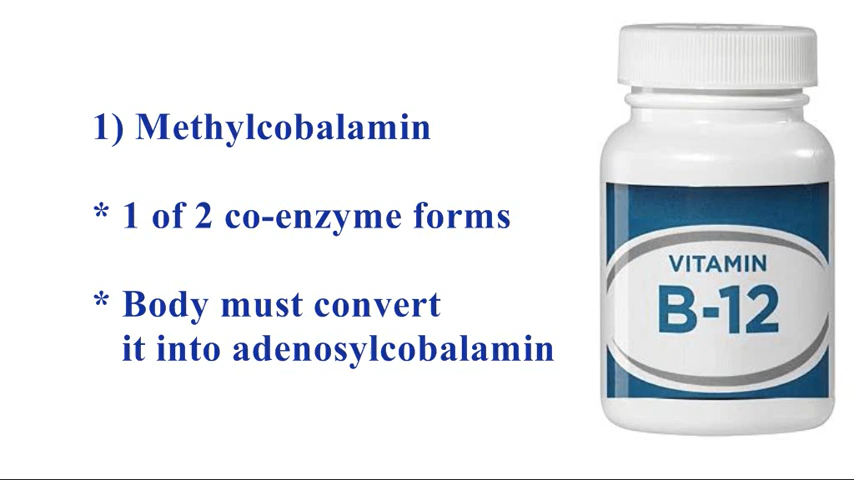 1) Methylcobalamin
* 1 of 2 co-enzyme forms
* Body must convert
it into adenosylcobalamin
VITAMIN
B-12